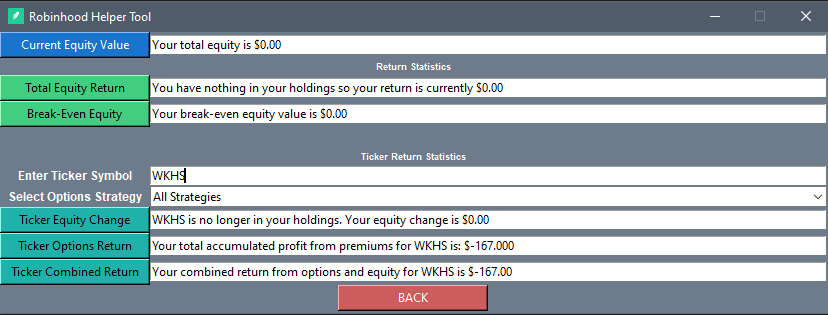 Robinhood Helper Tool
Current Equity Value Your total equity is $0.00
Return Statistics
Total Equity Return You have nothing in your holdings so your return is currently $0.00
Break-Even Equity Your break-even equity value is $0.00
Ticker Return Statistics
Enter Ticker Symbol WKHS
Select Options Strategy All Strategies
Ticker Equity Change WKHS is no longer in your holdings. Your equity change is $0.00
Ticker Options Return Your total accumulated profit from premiums for WKHS is: $-167.000
Ticker Combined Return Your combined return from options and equity for WKHS is $-167.00
BACK